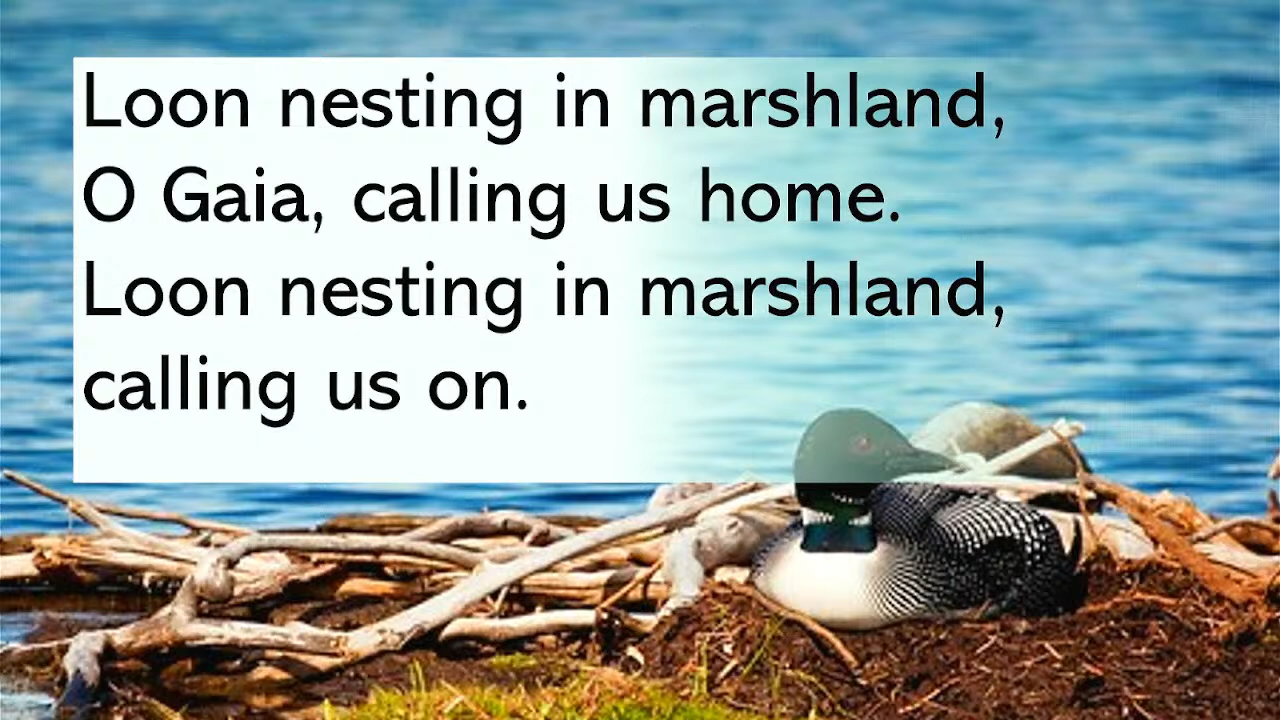 Loon nesting in marshland,
O Gaia, calling us home.
Loon nesting in marshland,
calling us on.